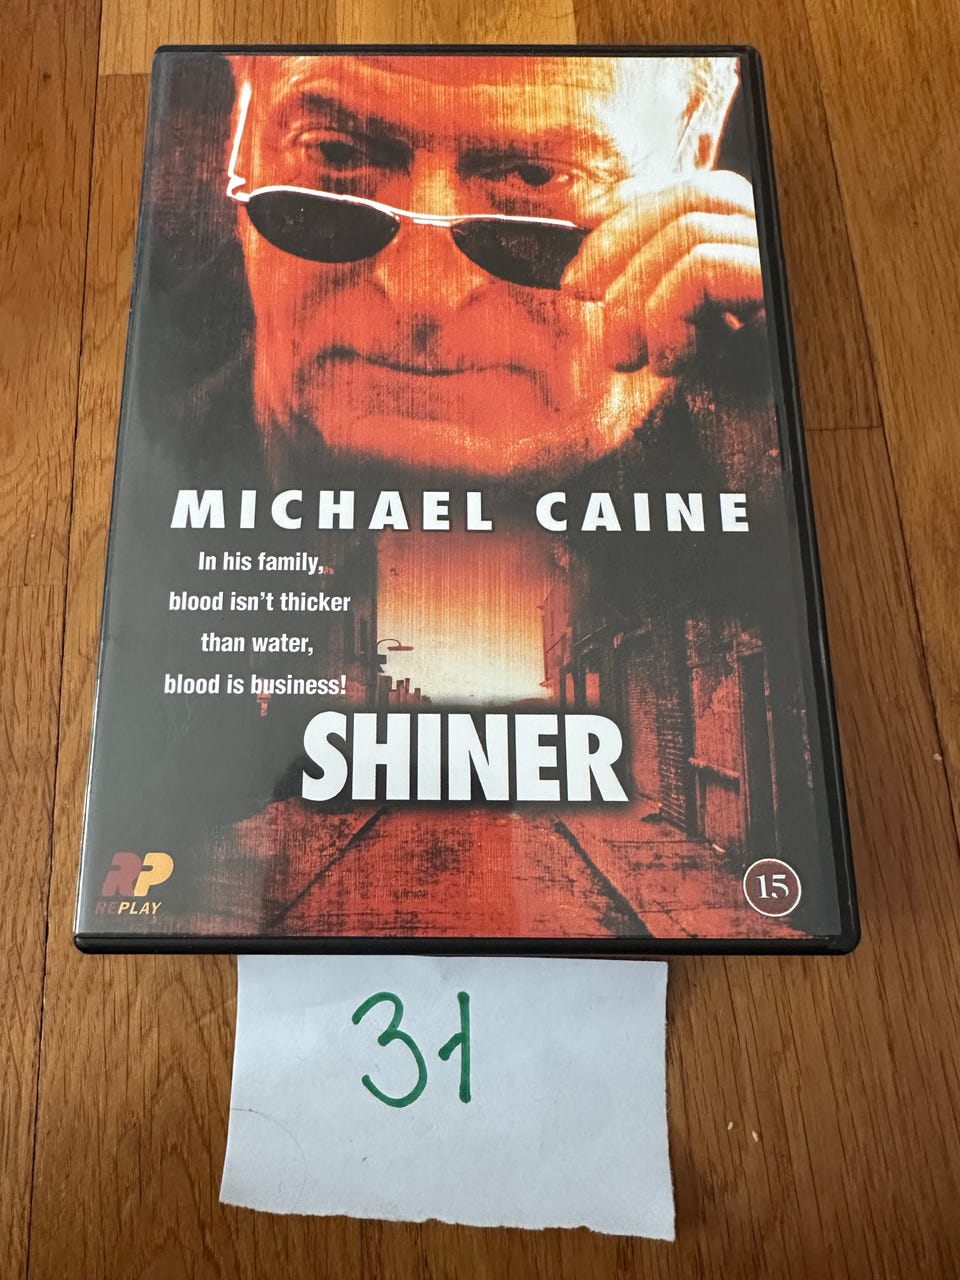 MICHAEL CAINE
In his family,
blood isn't thicker
than water,
blood is business!
SHINER
RP
REPLAY
15
31